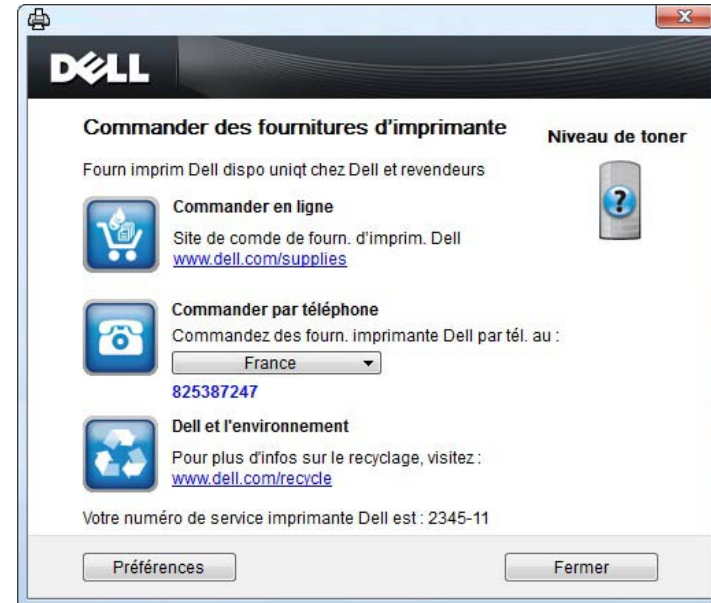 DELL
Commander des fournitures d'imprimante
Niveau de toner
Fourn imprim Dell dispo uniqt chez Dell et revendeurs
?
Commander en ligne
Site de comde de fourn. d'imprim. Dell
www.dell.com/supplies
Commander par téléphone
Commandez des fourn. imprimante Dell par tél. au :
France
825387247
Dell et l'environnement
Pour plus d'infos sur le recyclage, visitez :
www.dell.com/recycle
Votre numéro de service imprimante Dell est : 2345-11
Préférences
Fermer